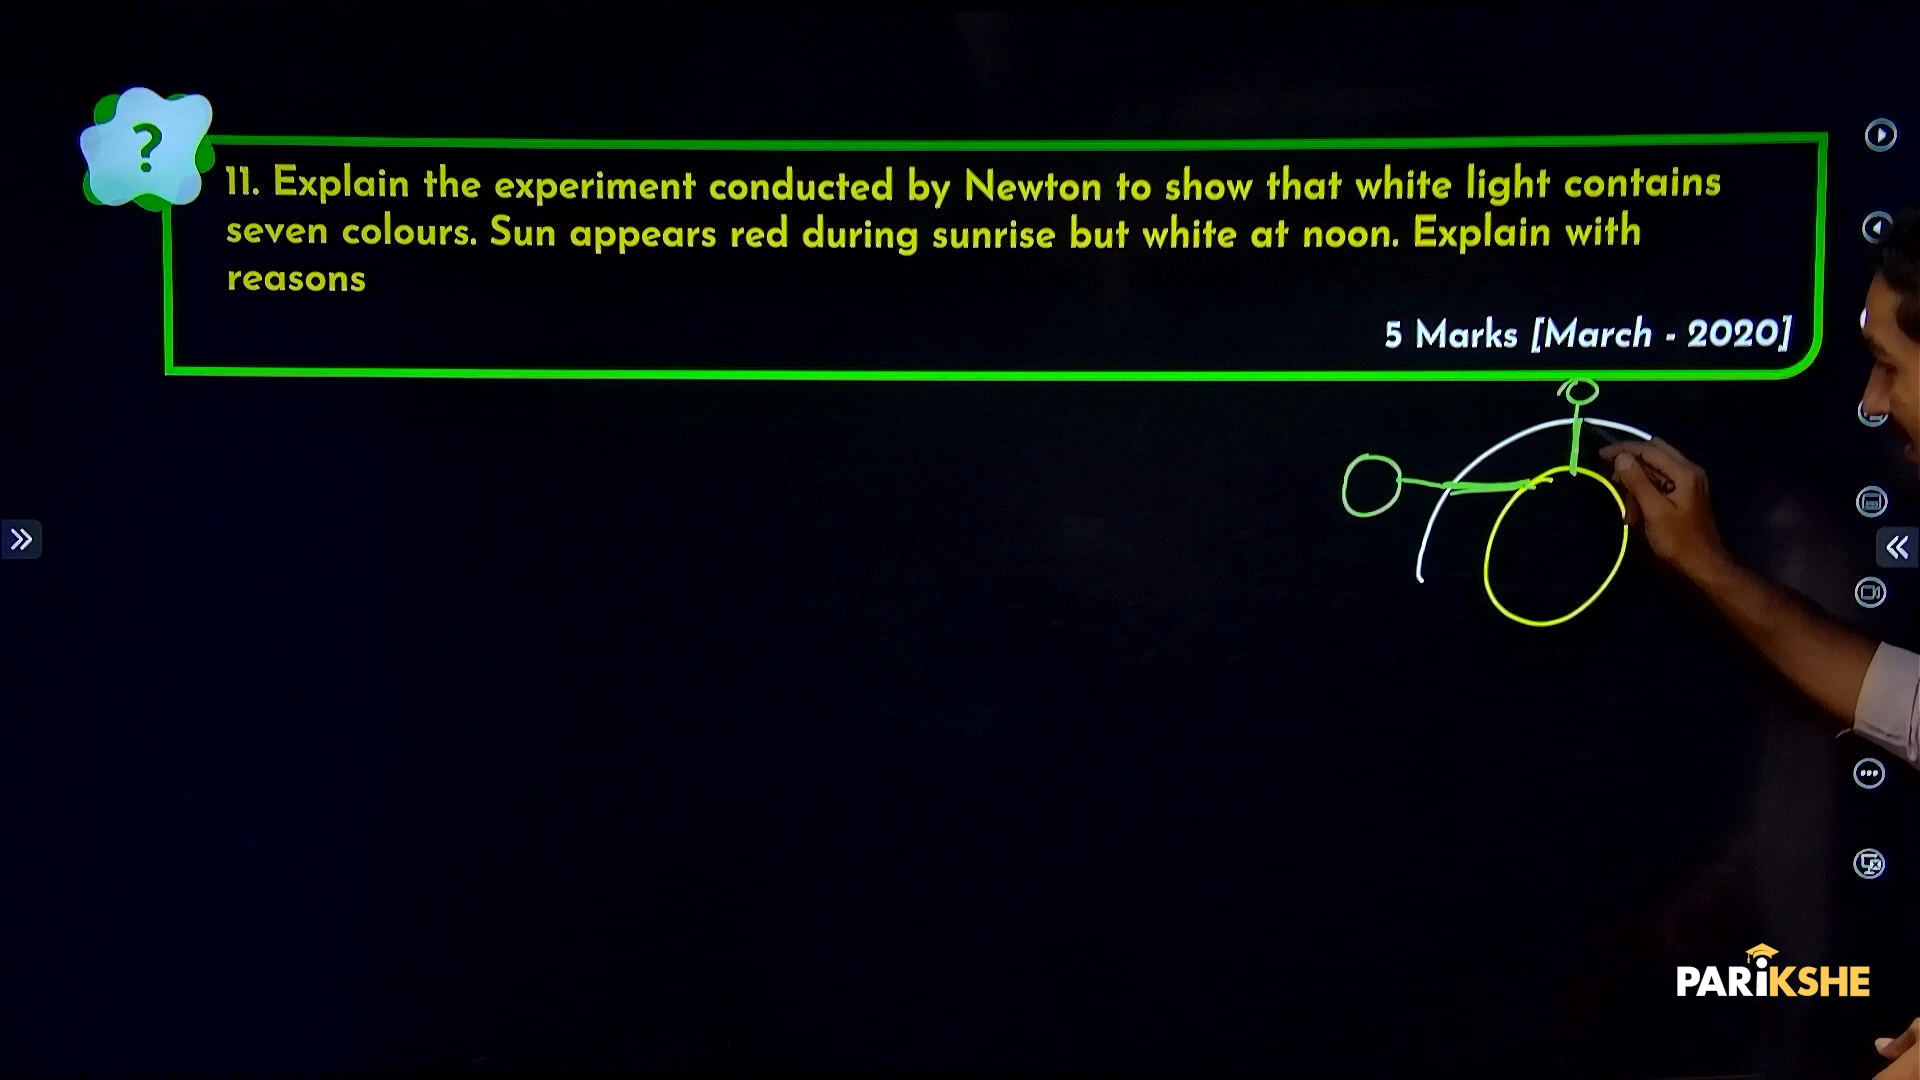 ?
11. Explain the experiment conducted by Newton to show that white light contains
seven colours. Sun appears red during sunrise but white at noon. Explain with
reasons
5 Marks [March - 2020]
PARiKSHE